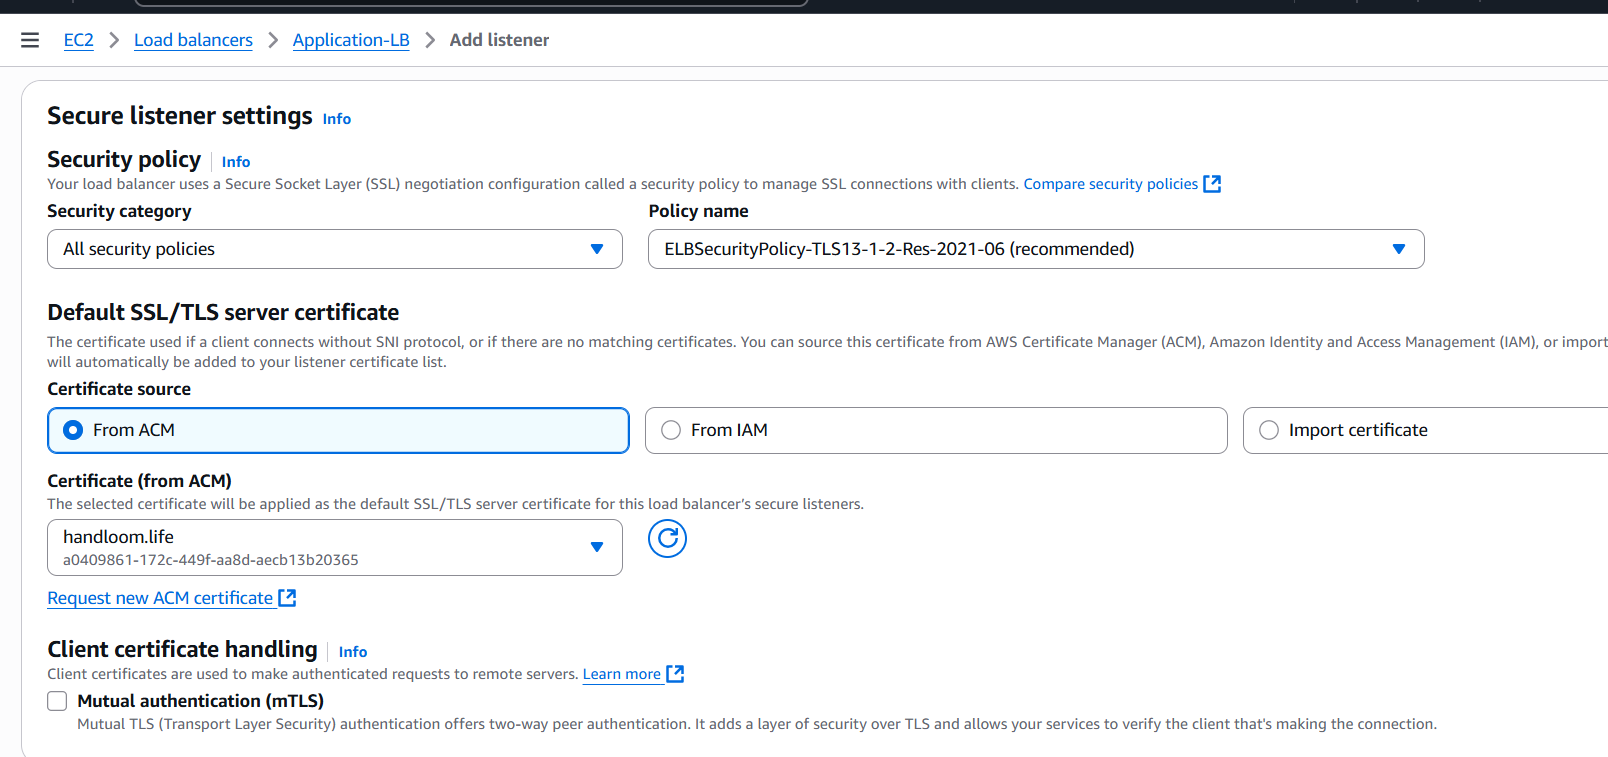 EC2 > Load balancers > Application-LB > Add listener
Secure listener settings Info
Security policy Info
Your load balancer uses a Secure Socket Layer (SSL) negotiation configuration called a security policy to manage SSL connections with clients. Compare security policies
Security category Policy name
All security policies ELBSecurityPolicy-TLS13-1-2-Res-2021-06 (recommended)
Default SSL/TLS server certificate
The certificate used if a client connects without SNI protocol, or if there are no matching certificates. You can source this certificate from AWS Certificate Manager (ACM), Amazon Identity and Access Management (IAM), or import
will automatically be added to your listener certificate list.
Certificate source
From ACM From IAM Import certificate
Certificate (from ACM)
The selected certificate will be applied as the default SSL/TLS server certificate for this load balancer's secure listeners.
handloom.life
a0409861-172c-449f-aa8d-aecb13b20365
Request new ACM certificate
Client certificate handling Info
Client certificates are used to make authenticated requests to remote servers. Learn more
Mutual authentication (mTLS)
Mutual TLS (Transport Layer Security) authentication offers two-way peer authentication. It adds a layer of security over TLS and allows your services to verify the client that's making the connection.